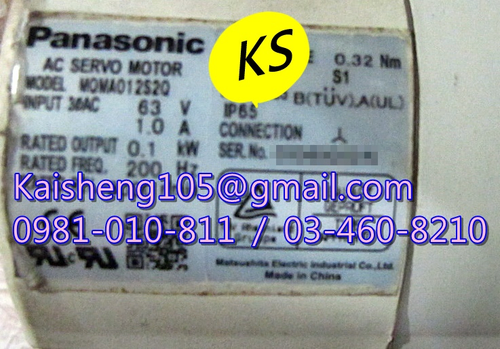 Panasonic
KS
AC SERVO MOTOR
MODEL MQMA012S2Q
INPUT 3ØAC 63 V
1.0 A
RATED OUTPUT 0.1 kW
RATED FREQ. 200 Hz
0.32 Nm
S1
B(TÜV),A(UL)
IP65
CONNECTION
SER.No.
Kaisheng105@gmail.com
0981-010-811 / 03-460-8210
Matsushita Electric Industrial Co.,Ltd.
Made in China